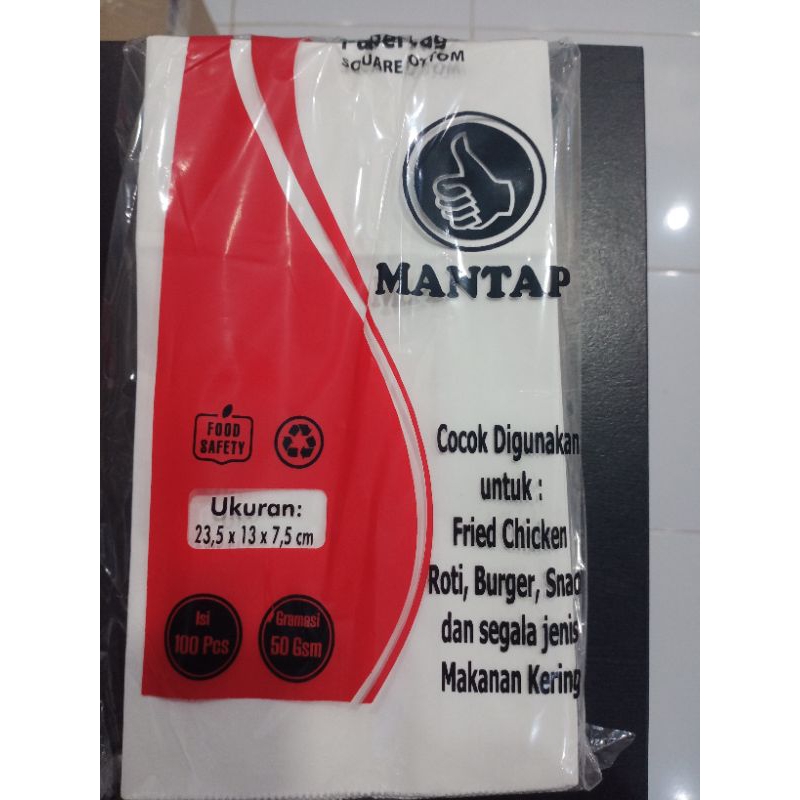 Paperbag
SQUARE
MANTAP
FOOD
SAFETY
Ukuran:
23,5 x 13 x 7,5 cm
Isi
100 Pcs
Gramasi
50 Gsm
Cocok Digunakan
untuk :
Fried Chicken
Roti, Burger, Snac
dan segala jenis
Makanan Kering